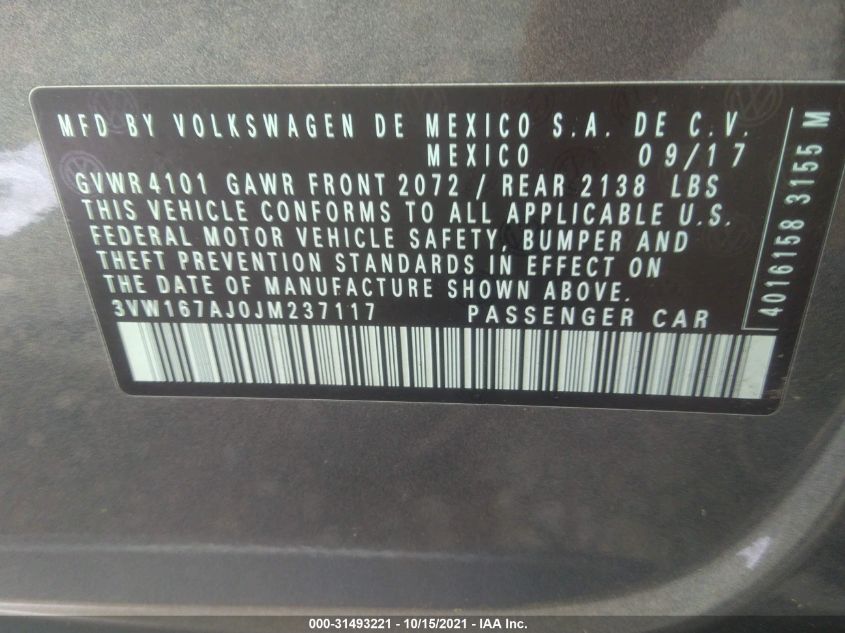 MFD BY VOLKSWAGEN DE MEXICO S.A. DE C.V.
MEXICO 09/17
GVWR 4101 GAWR FRONT 2072 / REAR 2138 LBS
THIS VEHICLE CONFORMS TO ALL APPLICABLE U.S.
FEDERAL MOTOR VEHICLE SAFETY, BUMPER AND
THEFT PREVENTION STANDARDS IN EFFECT ON
THE DATE OF MANUFACTURE SHOWN ABOVE.
3VW167AJ0JM237117 PASSENGER CAR
4016158 3155 M
000-31493221 - 10/15/2021 - IAA Inc.